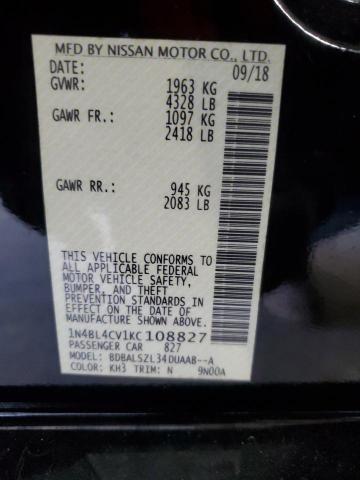 MFD BY NISSAN MOTOR CO., LTD.
DATE: 09/18
GVWR: 1963 KG
4328 LB
GAWR FR.: 1097 KG
2418 LB
GAWR RR.: 945 KG
2083 LB
THIS VEHICLE CONFORMS TO
ALL APPLICABLE FEDERAL
MOTOR VEHICLE SAFETY,
BUMPER, AND THEFT
PREVENTION STANDARDS IN
EFFECT ON THE DATE OF
MANUFACTURE SHOWN ABOVE.
1N4BL4CV1KC108827
PASSENGER CAR 827
MODEL: BDBALSZL34DUAAB--A
COLOR: KH3 TRIM: N 9N00A